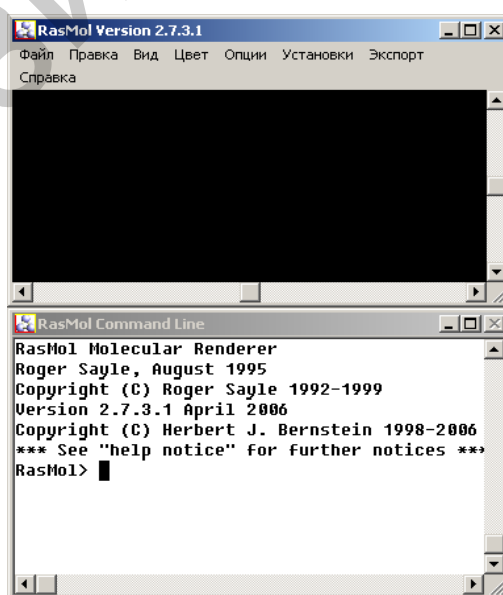 RasMol Version 2.7.3.1
Файл Правка Вид Цвет Опции Установки Экспорт
Справка
RasMol Command Line
RasMol Molecular Renderer
Roger Sayle, August 1995
Copyright (C) Roger Sayle 1992-1999
Version 2.7.3.1 April 2006
Copyright (C) Herbert J. Bernstein 1998-2006
*** See "help notice" for further notices ***
RasMol>